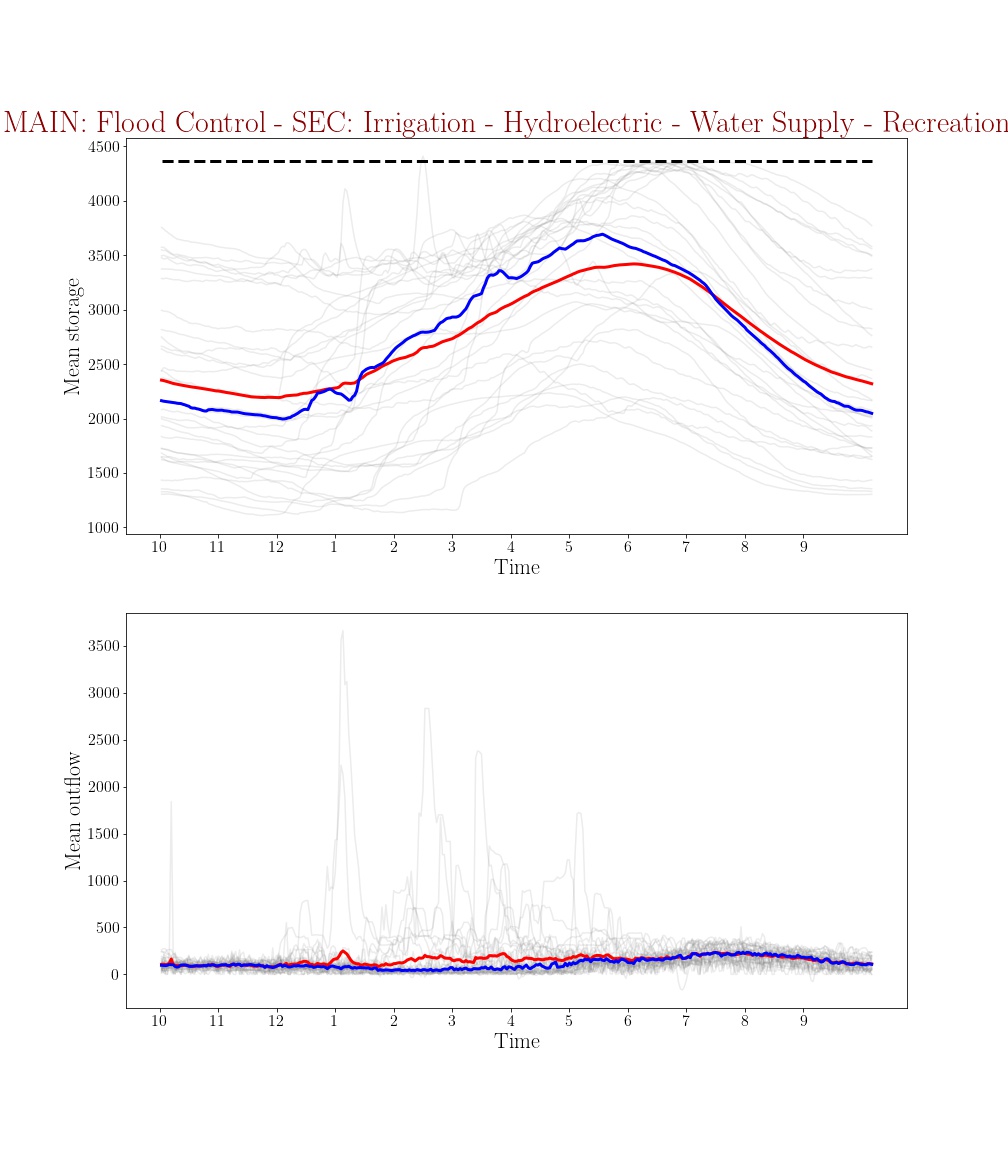 MAIN: Flood Control - SEC: Irrigation - Hydroelectric - Water Supply - Recreation
4500
4000
3500
3000
2500
2000
1500
1000
Mean storage
10 11 12 1 2 3 4 5 6 7 8 9
Time
3500
3000
2500
2000
1500
1000
500
0
Mean outflow
10 11 12 1 2 3 4 5 6 7 8 9
Time